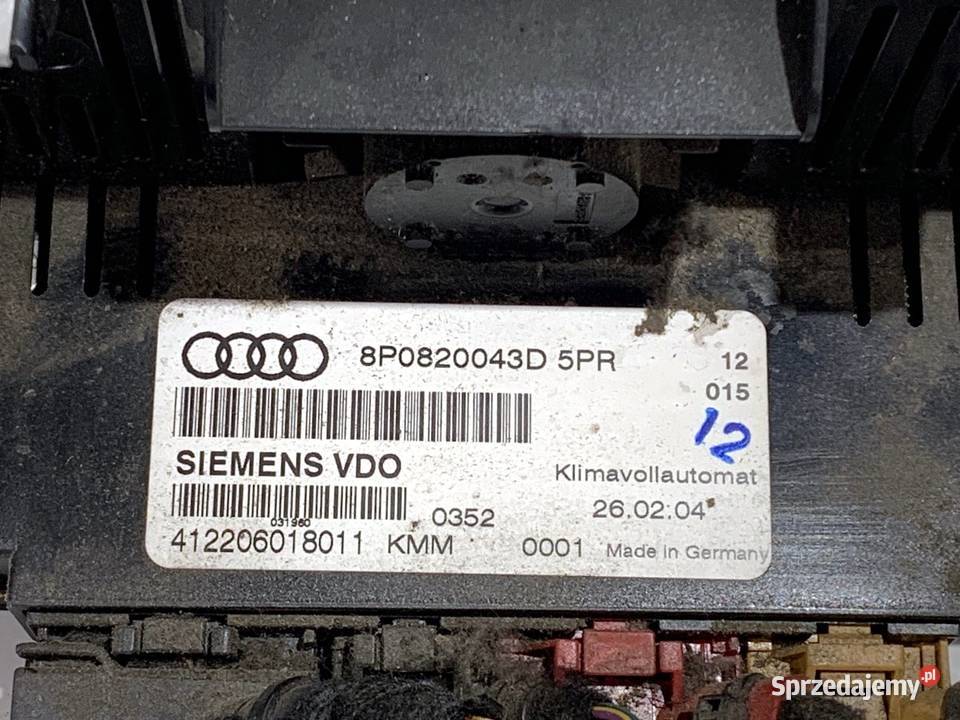 8P0820043D 5PR 12
015
12
SIEMENS VDO
Klimavollautomat
031960
0352
26.02.04
412206018011 KMM 0001 Made in Germany
Sprzedajemy.pl